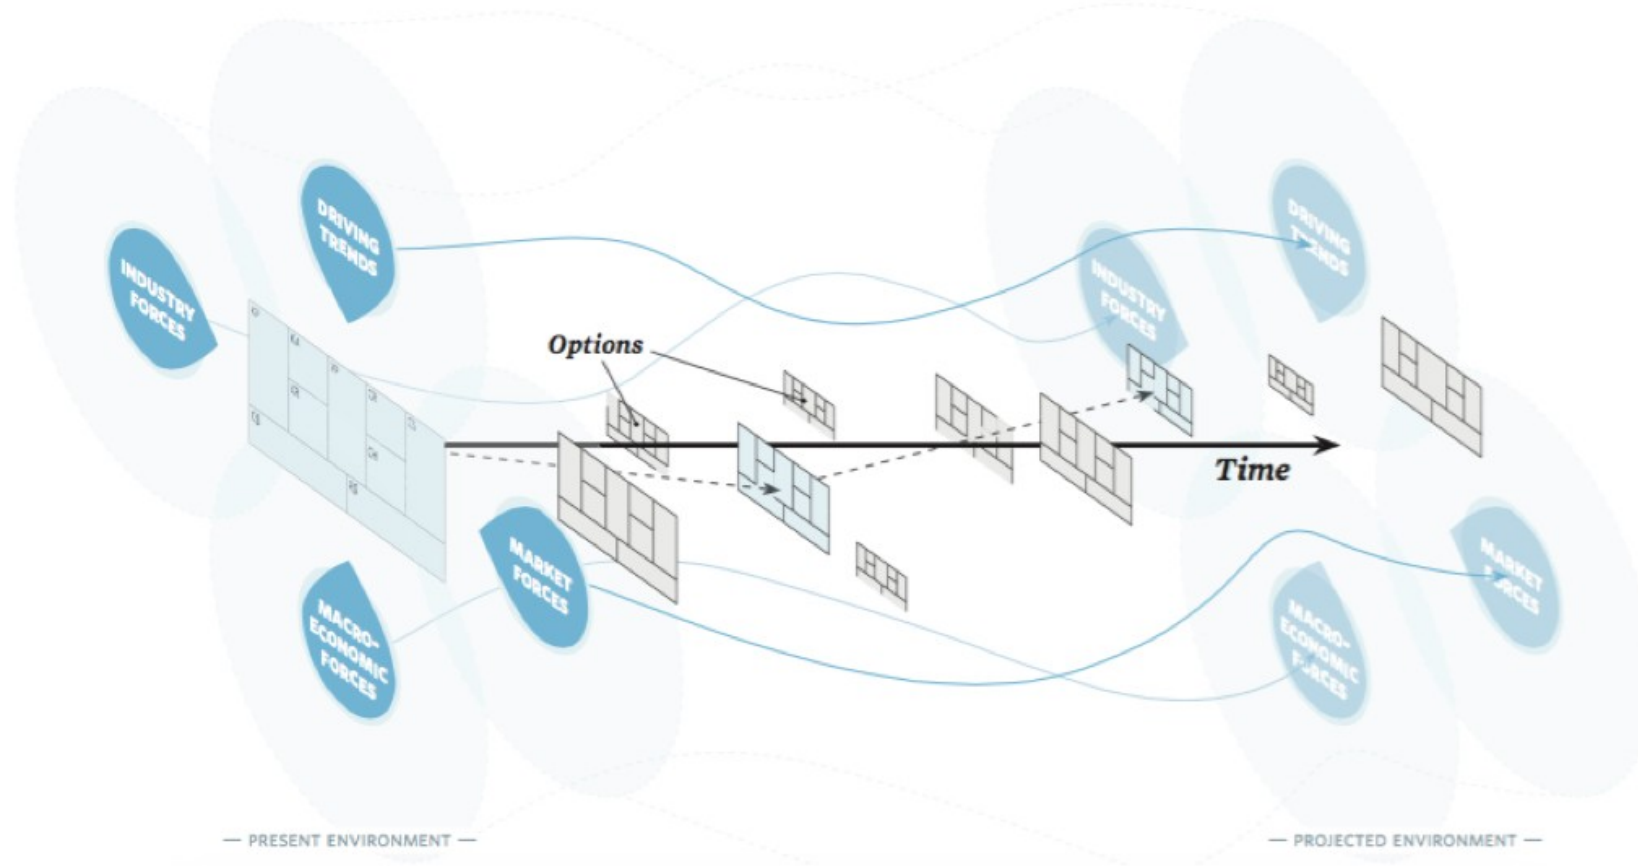 DRIVING
TRENDS
INDUSTRY
FORCES
MACRO-
ECONOMIC
FORCES
MARKET
FORCES
Options
Time
DRIVING
TRENDS
INDUSTRY
FORCES
MARKET
FORCES
MACRO-
ECONOMIC
FORCES
— PRESENT ENVIRONMENT —
— PROJECTED ENVIRONMENT —